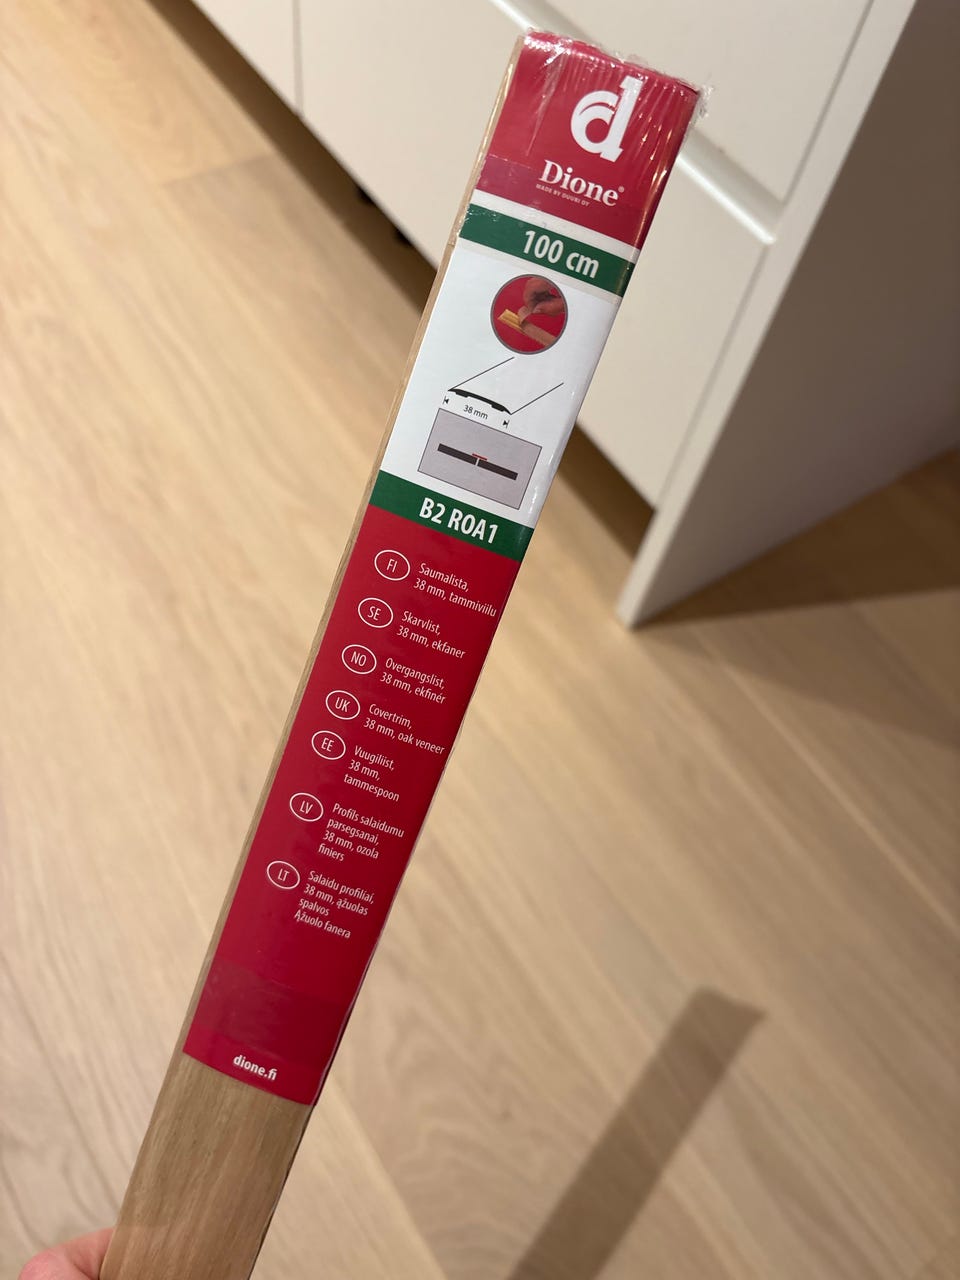 d
Dione®
MADE BY DUURI OY
100 cm
38 mm
B2 ROA1
FI
Saumalista,
38 mm, tammiviilu
SE
Skarvlist,
38 mm, ekfaner
NO
Overgangslist,
38 mm, ekfinér
UK
Covertrim,
38 mm, oak veneer
EE
Vuugiliist,
38 mm,
tammespoon
LV
Profils salaidumu
parsegsanai,
38 mm, ozola
finiers
LT
Salaidu profiliai,
38 mm, ąžuolas
spalvos
Ąžuolo fanera
dione.fi